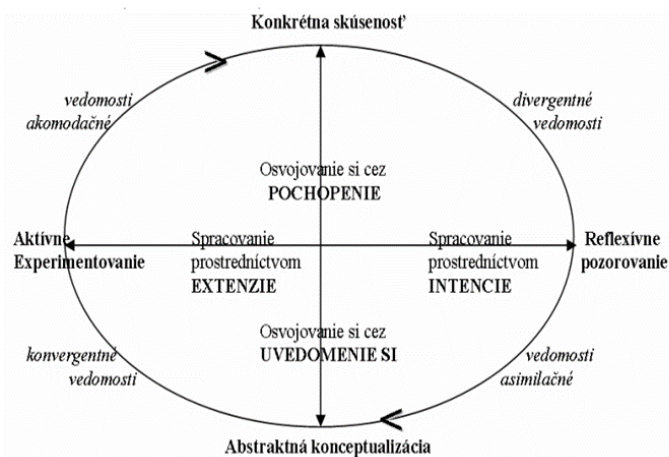 Konkrétna skúsenosť
vedomosti
akomodačné
divergentné
vedomosti
Osvojovanie si cez
POCHOPENIE
Aktívne
Experimentovanie
Spracovanie
prostredníctvom
EXTENZIE
Spracovanie
prostredníctvom
INTENCIE
Reflexívne
pozorovanie
Osvojovanie si cez
UVEDOMENIE SI
konvergentné
vedomosti
vedomosti
asimilačné
Abstraktná konceptualizácia